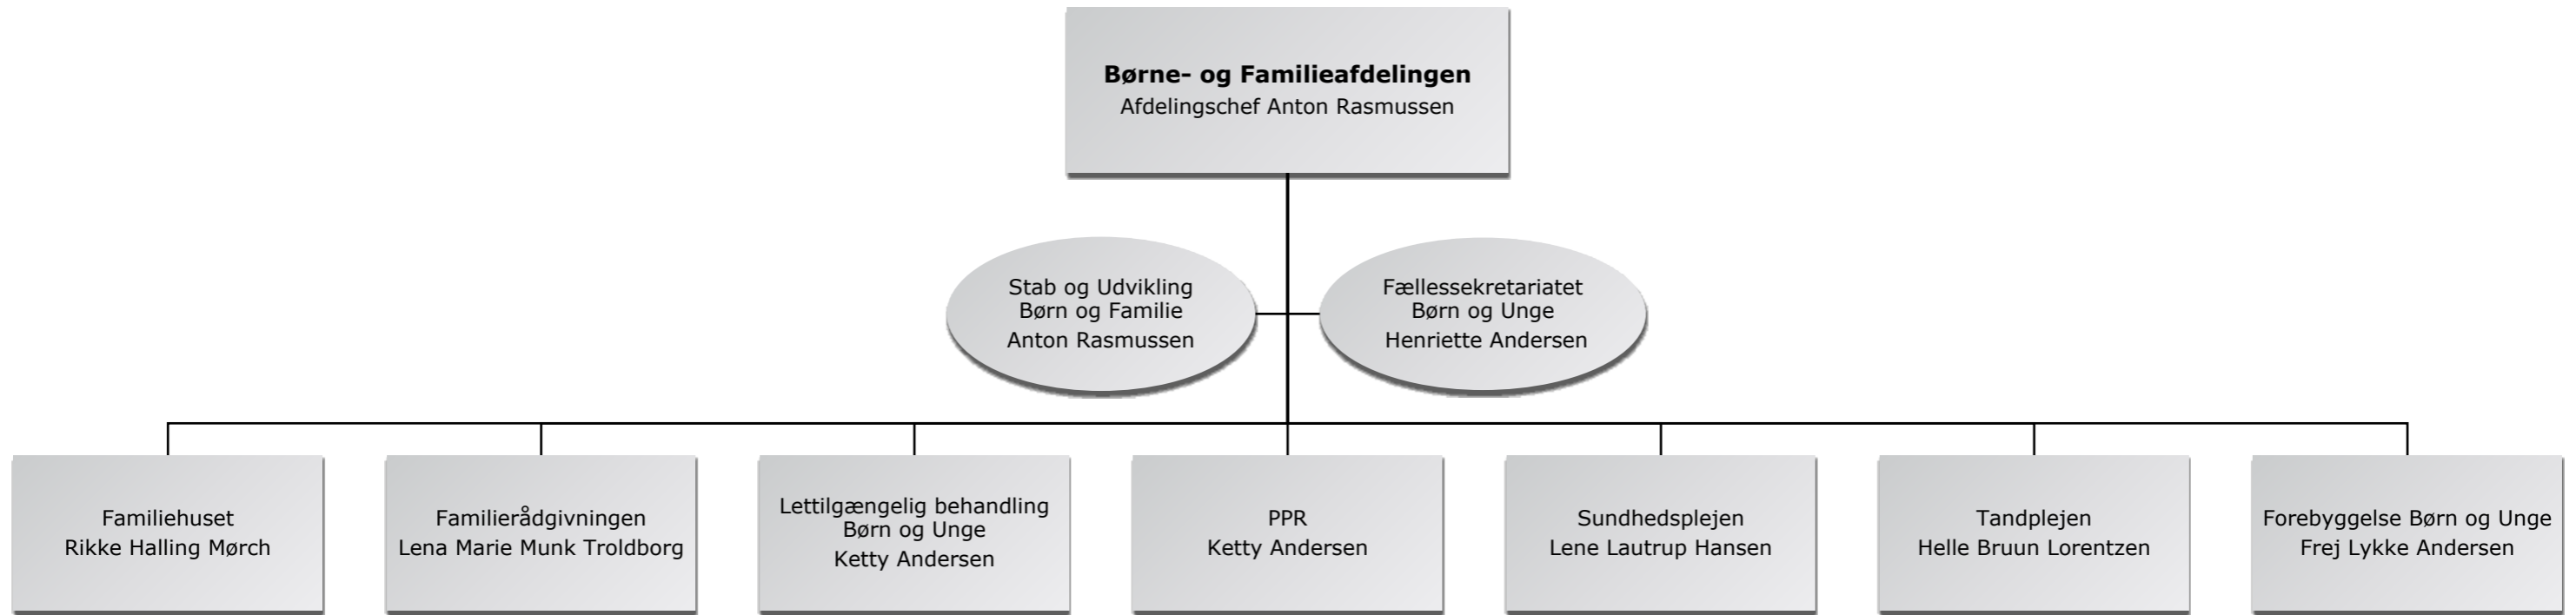 Børne- og Familieafdelingen
Afdelingschef Anton Rasmussen
Stab og Udvikling
Børn og Familie
Anton Rasmussen
Fællessekretariatet
Børn og Unge
Henriette Andersen
Familiehuset
Rikke Halling Mørch
Familierådgivningen
Lena Marie Munk Troldborg
Lettilgængelig behandling
Børn og Unge
Ketty Andersen
PPR
Ketty Andersen
Sundhedsplejen
Lene Lautrup Hansen
Tandplejen
Helle Bruun Lorentzen
Forebyggelse Børn og Unge
Frej Lykke Andersen